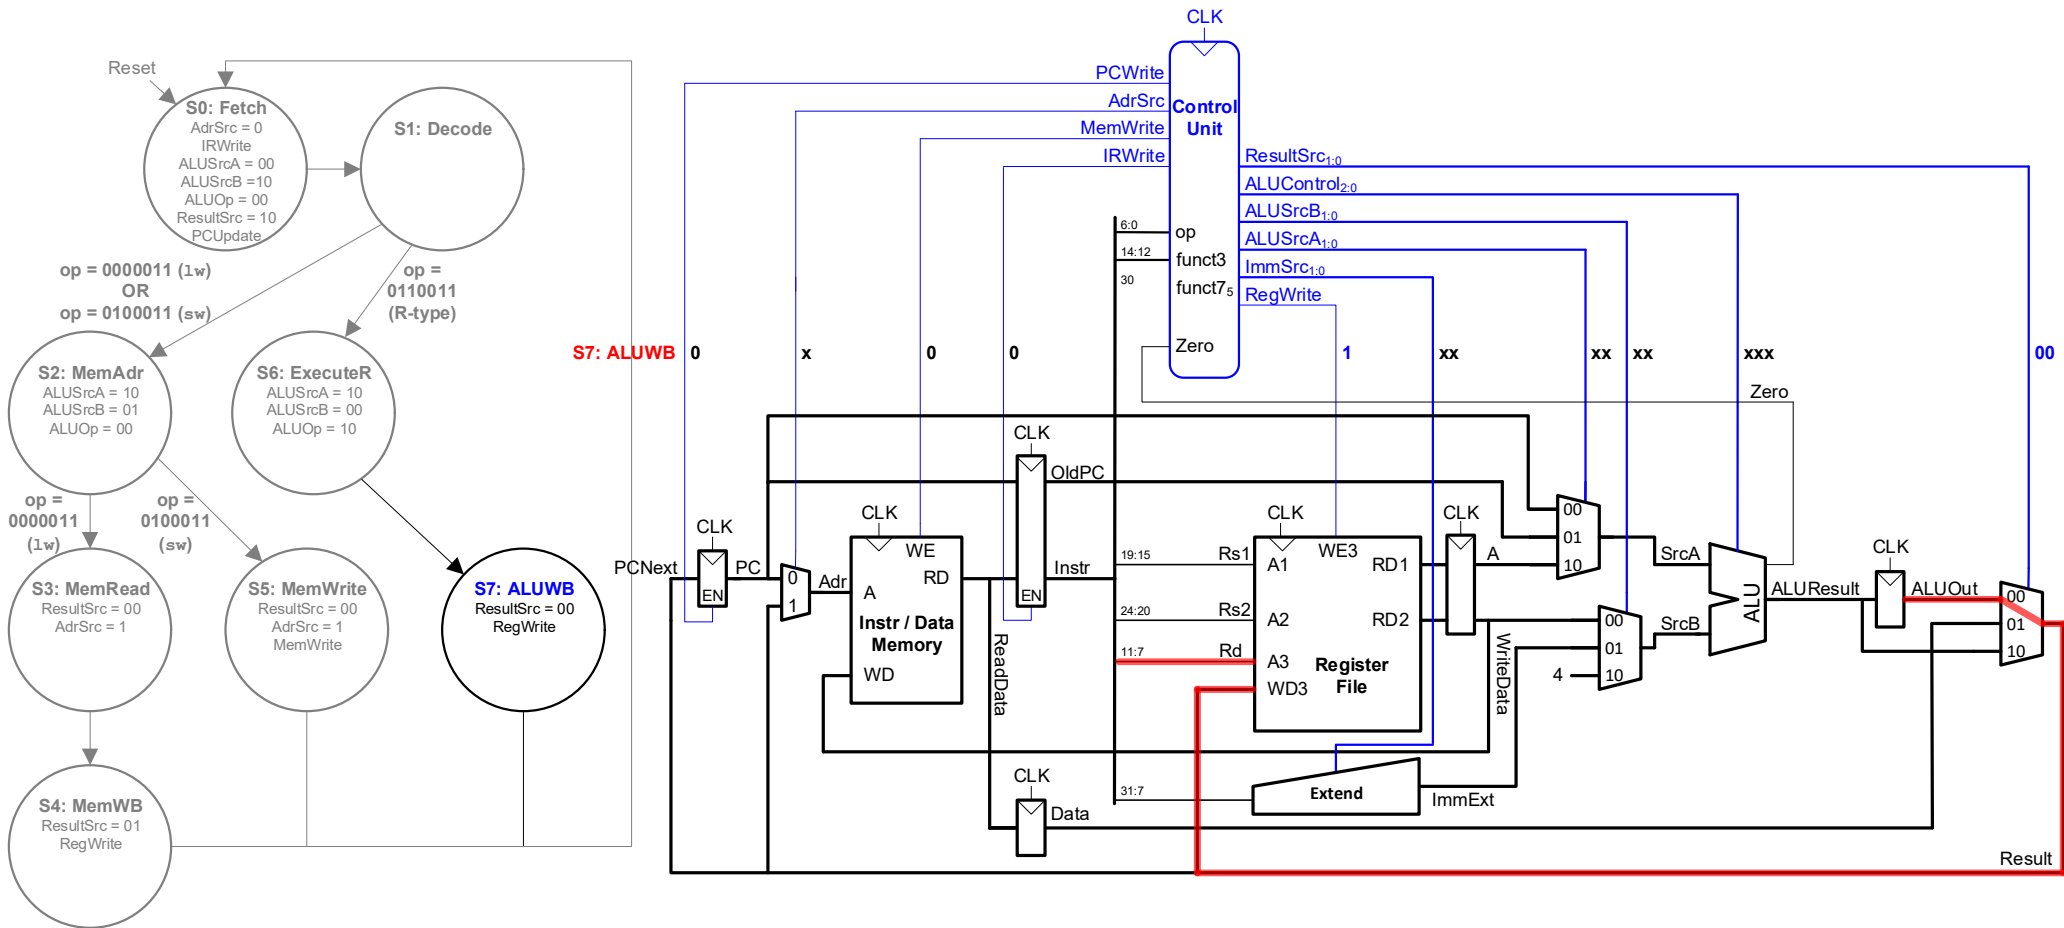 Reset
S0: Fetch
AdrSrc = 0
IRWrite
ALUSrcA = 00
ALUSrcB =10
ALUOp = 00
ResultSrc = 10
PCUpdate
S1: Decode
op = 0000011 (lw)
OR
op = 0100011 (sw)
op =
0110011
(R-type)
S2: MemAdr
ALUSrcA = 10
ALUSrcB = 01
ALUOp = 00
S6: ExecuteR
ALUSrcA = 10
ALUSrcB = 00
ALUOp = 10
op =
0000011
(lw)
op =
0100011
(sw)
S3: MemRead
ResultSrc = 00
AdrSrc = 1
S5: MemWrite
ResultSrc = 00
AdrSrc = 1
MemWrite
S7: ALUWB
ResultSrc = 00
RegWrite
S4: MemWB
ResultSrc = 01
RegWrite
CLK
PCWrite
AdrSrc
MemWrite
IRWrite
Control
Unit
ResultSrc1:0
ALUControl2:0
ALUSrcB1:0
ALUSrcA1:0
ImmSrc1:0
RegWrite
6:0
op
14:12
funct3
30
funct75
Zero
S7: ALUWB 0 x 0 0 1 xx xx xx xxx 00
Zero
CLK
OldPC
CLK
PCNext
EN
PC
0
1
Adr
CLK
WE
A
RD
Instr / Data
Memory
WD
EN
Instr
ReadData
CLK
Data
19:15
Rs1
24:20
Rs2
11:7
Rd
31:7
CLK
WE3
A1
RD1
A2
RD2
A3
WD3
Register
File
Extend
ImmExt
CLK
A
WriteData
00
01
10
SrcA
00
01
10
4
SrcB
ALU
ALUResult
CLK
ALUOut
00
01
10
Result